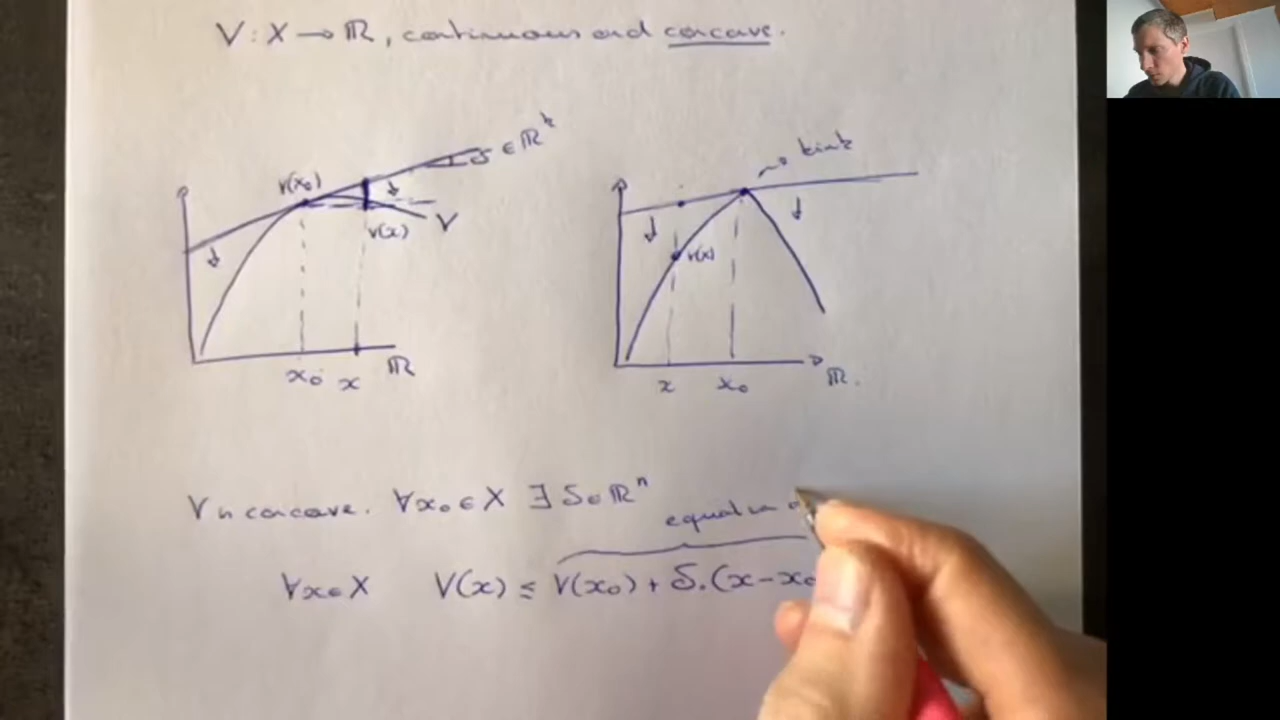 V : X → ℝ, continuous and concave.
δ ∈ ℝᵏ
V(x₀)
V
V(x)
x₀ x ℝ
kink
V(x)
x x₀ ℝ.
V is concave. ∀x₀ ∈ X ∃ δ ∈ ℝⁿ
equation
∀x∈X V(x) ≤ V(x₀) + δ.(x-x₀